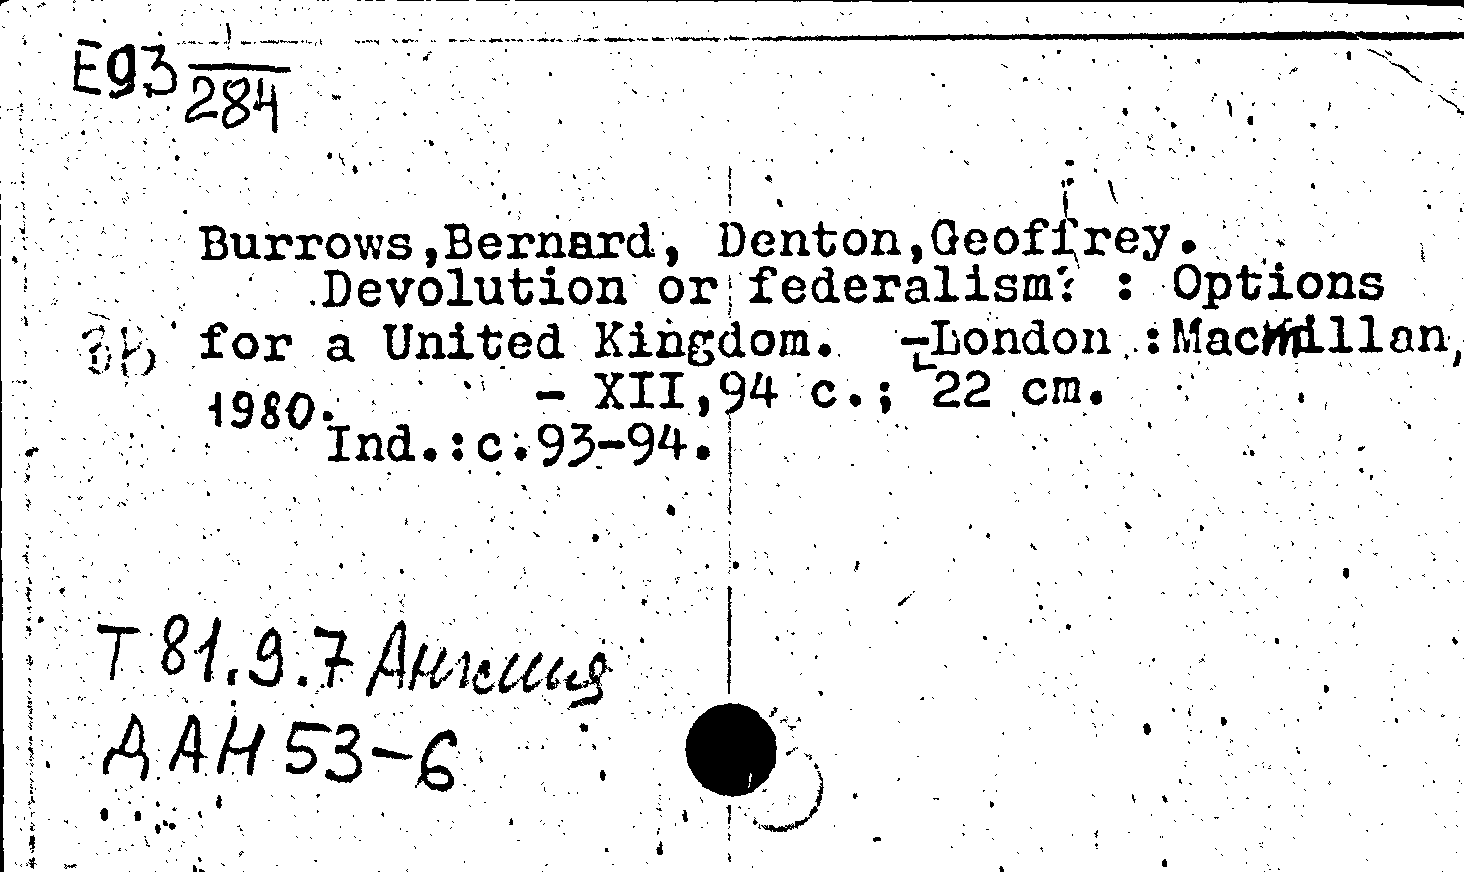 Eg3
284
Burrows,Bernard, Denton,Geoffrey.
Devolution or federalism? : Options
for a United Kingdom. -London :Macmillan,
1980. - XII,94 c.; 22 cm.
Ind.:c.93-94.
Т 81.9.7 Англия
ДАН 53-6